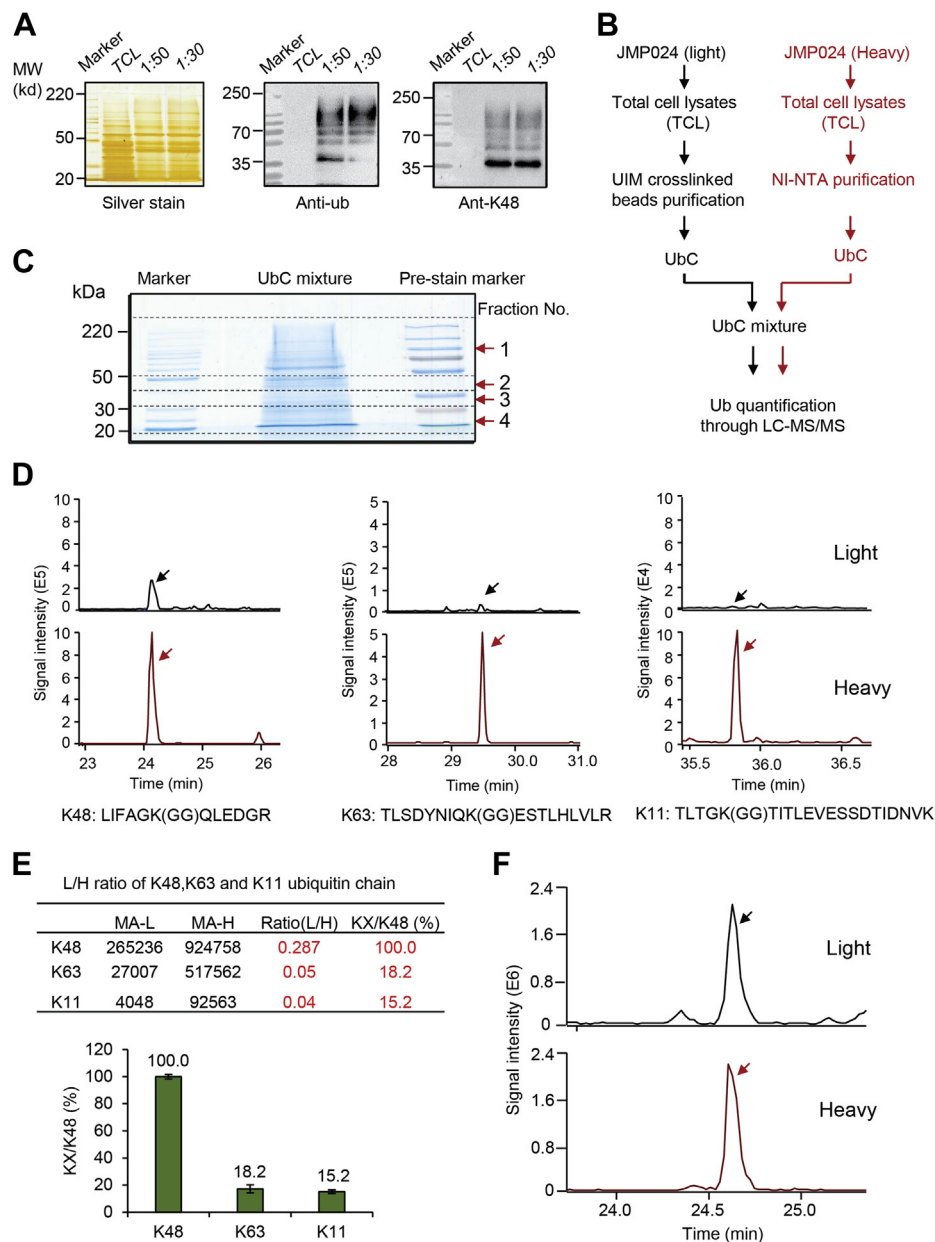 A
MW
(kd)
Marker
TCL
1:50
1:30
220
50
20
Silver stain
Marker
TCL
1:50
1:30
250
70
35
Anti-ub
Marker
TCL
1:50
1:30
250
70
35
Ant-K48
B
JMP024 (light)
Total cell lysates
(TCL)
UIM crosslinked
beads purification
UbC
JMP024 (Heavy)
Total cell lysates
(TCL)
NI-NTA purification
UbC
UbC mixture
Ub quantification
through LC-MS/MS
C
Marker
UbC mixture
Pre-stain marker
kDa
Fraction No.
220
50
30
20
1
2
3
4
D
Signal intensity (E5)
10
8
6
4
2
0
10
8
6
4
2
0
23 24 25 26
Time (min)
K48: LIFAGK(GG)QLEDGR
Signal intensity (E5)
5
4
3
2
1
0
5
4
3
2
1
0
28 29 30.0 31.0
Time (min)
K63: TLSDYNIQK(GG)ESTLHLVLR
Signal intensity (E4)
10
8
6
4
2
0
10
8
6
4
2
0
35.5 36.0 36.5
Time (min)
K11: TLTGK(GG)TITLEVESSDTIDNVK
Light
Heavy
E
L/H ratio of K48,K63 and K11 ubiquitin chain
MA-L MA-H Ratio(L/H) KX/K48 (%)
K48 265236 924758 0.287 100.0
K63 27007 517562 0.05 18.2
K11 4048 92563 0.04 15.2
KX/K48 (%)
120
100
80
60
40
20
0
100.0
18.2
15.2
K48 K63 K11
F
Signal intensity (E6)
2.4
1.6
0.8
0
Light
2.4
1.6
0.8
0
Heavy
24.0 24.5 25.0
Time (min)